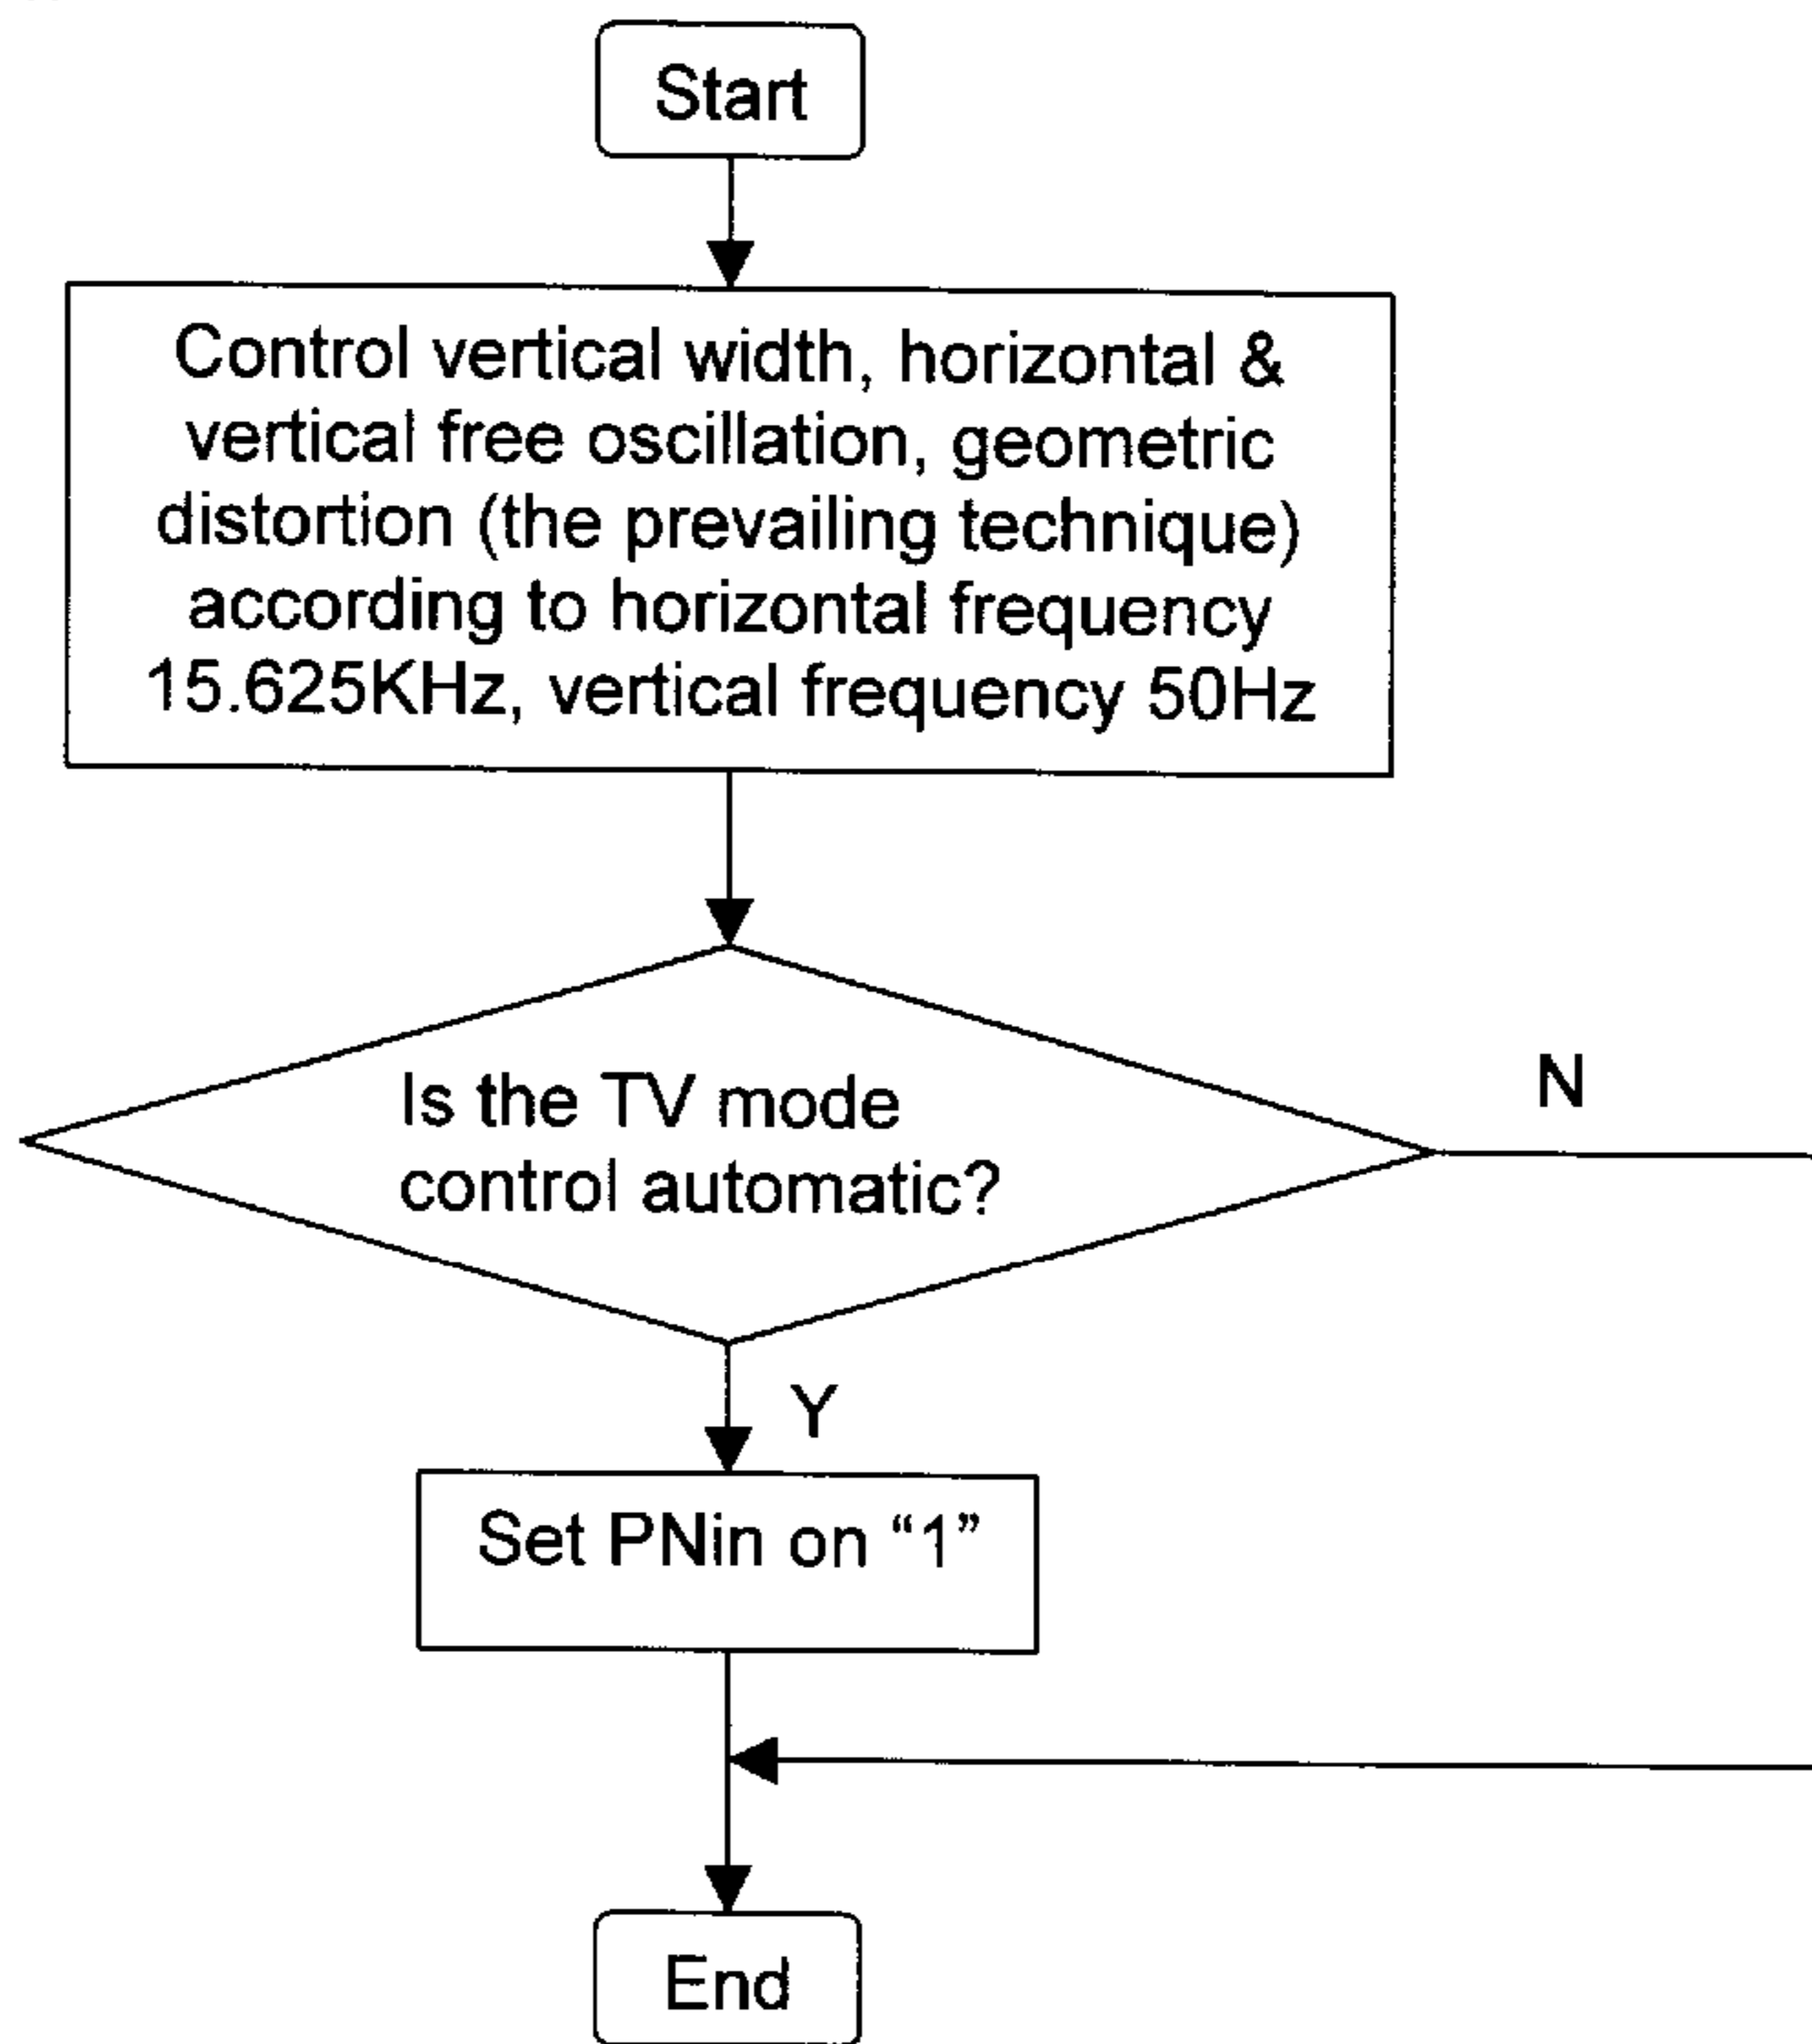 Start
Control vertical width, horizontal &
vertical free oscillation, geometric
distortion (the prevailing technique)
according to horizontal frequency
15.625KHz, vertical frequency 50Hz
Is the TV mode
control automatic?
N
Y
Set PNin on “1”
End